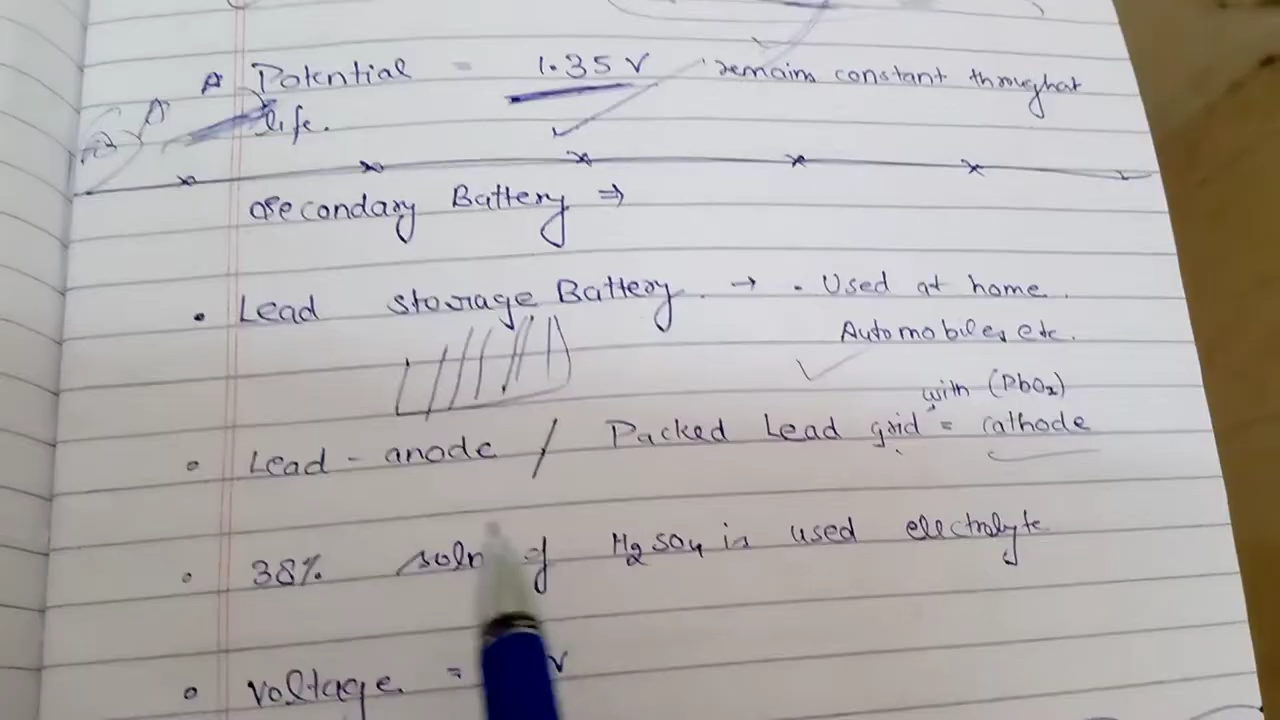 Potential = 1.35 V remains constant throughat
life.
Secondary Battery ⇒
• Lead storage Battery → • Used at home.
Automobiles etc.
with (PbO2)
• Lead - anode / Packed Lead grid = cathode
• 38% soln of H2SO4 is used electrolyte
• Voltage = V